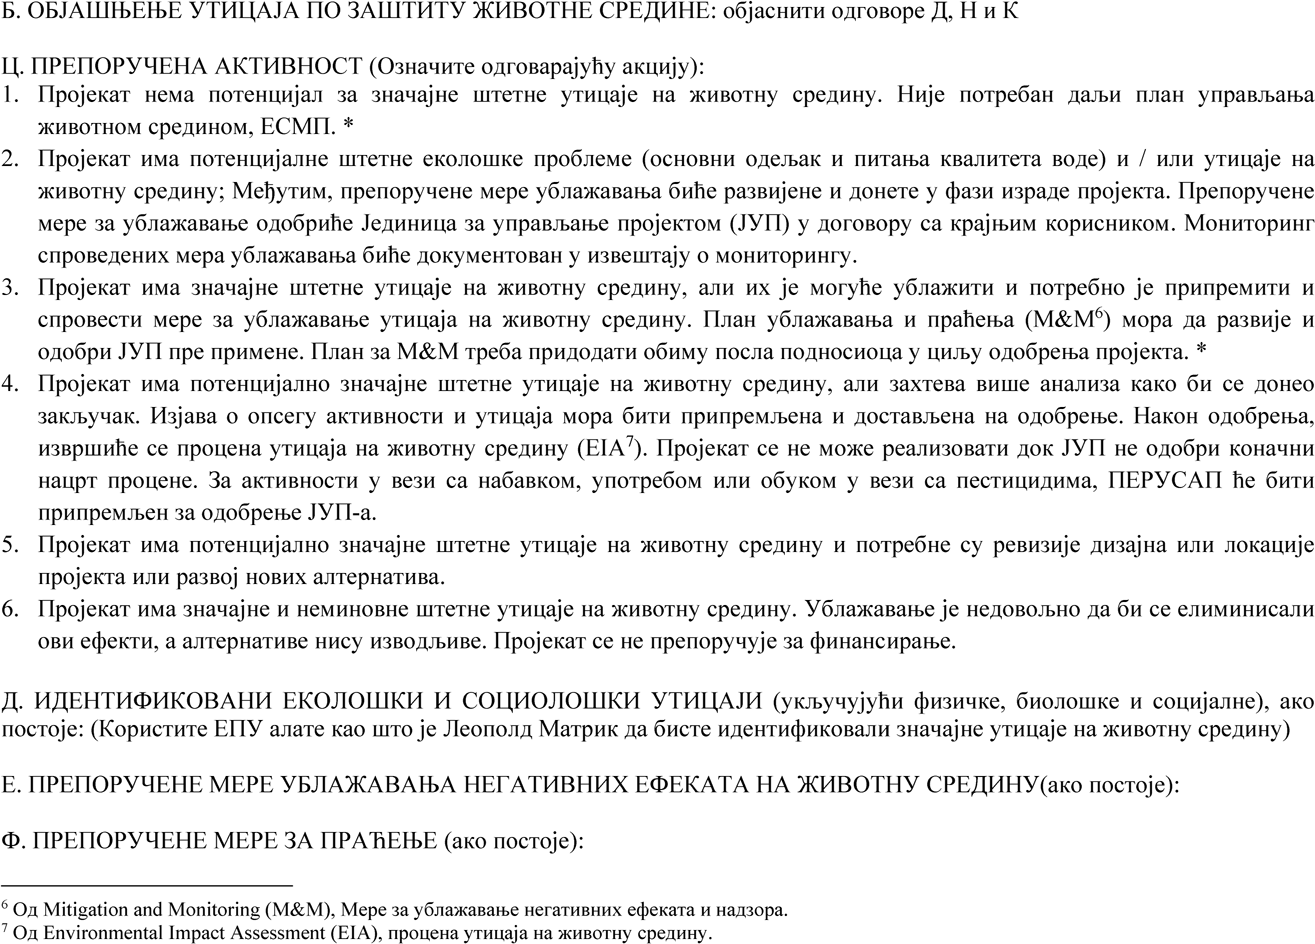 Б. ОБЈАШЊЕЊЕ УТИЦАЈА ПО ЗАШТИТУ ЖИВОТНЕ СРЕДИНЕ: објаснити одговоре Д, Н и К
Ц. ПРЕПОРУЧЕНА АКТИВНОСТ (Означите одговарајућу акцију):
1. Пројекат нема потенцијал за значајне штетне утицаје на животну средину. Није потребан даљи план управљања
животном средином, ЕСМП. *
2. Пројекат има потенцијалне штетне еколошке проблеме (основни одељак и питања квалитета воде) и / или утицаје на
животну средину; Међутим, препоручене мере ублажавања биће развијене и донете у фази израде пројекта. Препоручене
мере за ублажавање одобриће Јединица за управљање пројектом (ЈУП) у договору са крајњим корисником. Мониторинг
спроведених мера ублажавања биће документован у извештају о мониторингу.
3. Пројекат има значајне штетне утицаје на животну средину, али их је могуће ублажити и потребно је припремити и
спровести мере за ублажавање утицаја на животну средину. План ублажавања и праћења (М&М⁶) мора да развије и
одобри ЈУП пре примене. План за М&М треба придодати обиму посла подносиоца у циљу одобрења пројекта. *
4. Пројекат има потенцијално значајне штетне утицаје на животну средину, али захтева више анализа како би се донео
закључак. Изјава о опсегу активности и утицаја мора бити припремљена и достављена на одобрење. Након одобрења,
извршиће се процена утицаја на животну средину (EIA⁷). Пројекат се не може реализовати док ЈУП не одобри коначни
нацрт процене. За активности у вези са набавком, употребом или обуком у вези са пестицидима, ПЕРУСАП ће бити
припремљен за одобрење ЈУП-а.
5. Пројекат има потенцијално значајне штетне утицаје на животну средину и потребне су ревизије дизајна или локације
пројекта или развој нових алтернатива.
6. Пројекат има значајне и неминовне штетне утицаје на животну средину. Ублажавање је недовољно да би се елиминисали
ови ефекти, а алтернативе нису изводљиве. Пројекат се не препоручује за финансирање.
Д. ИДЕНТИФИКОВАНИ ЕКОЛОШКИ И СОЦИОЛОШКИ УТИЦАЈИ (укључујући физичке, биолошке и социјалне), ако
постоје: (Користите ЕПУ алате као што је Леополд Матрик да бисте идентификовали значајне утицаје на животну средину)
Е. ПРЕПОРУЧЕНЕ МЕРЕ УБЛАЖАВАЊА НЕГАТИВНИХ ЕФЕКАТА НА ЖИВОТНУ СРЕДИНУ(ако постоје):
Ф. ПРЕПОРУЧЕНЕ МЕРЕ ЗА ПРАЋЕЊЕ (ако постоје):
⁶ Од Mitigation and Monitoring (M&M), Мере за ублажавање негативних ефеката и надзора.
⁷ Од Environmental Impact Assessment (EIA), процена утицаја на животну средину.